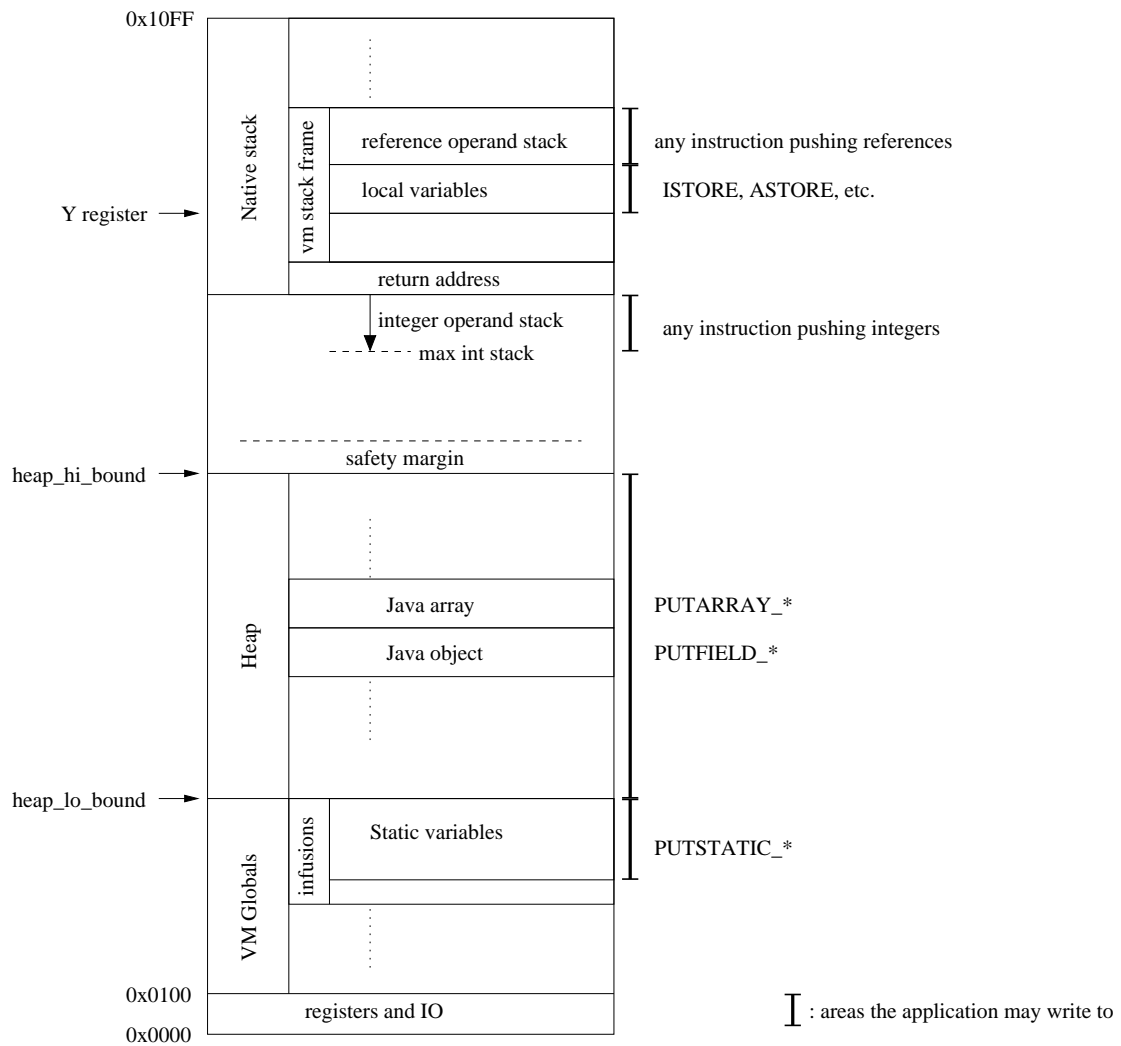 0x10FF
Native stack
vm stack frame
reference operand stack
any instruction pushing references
local variables
ISTORE, ASTORE, etc.
Y register
return address
integer operand stack
any instruction pushing integers
max int stack
safety margin
heap_hi_bound
Heap
Java array
PUTARRAY_*
Java object
PUTFIELD_*
heap_lo_bound
VM Globals
infusions
Static variables
PUTSTATIC_*
0x0100
registers and IO
: areas the application may write to
0x0000